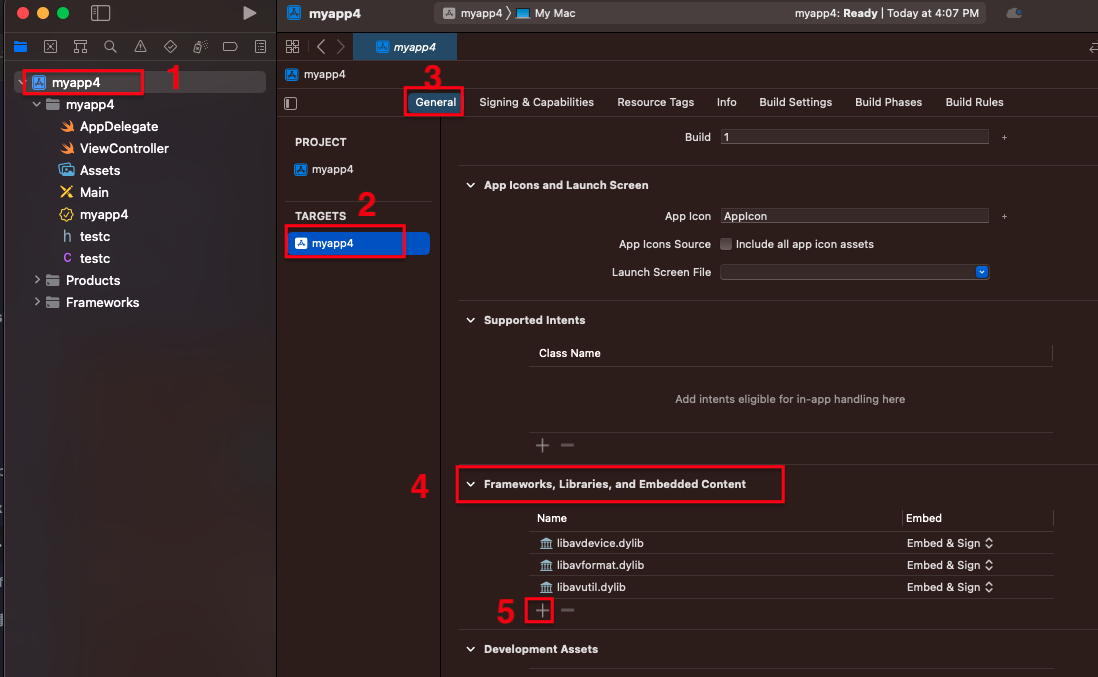 myapp4
myapp4 〉 My Mac
myapp4: Ready | Today at 4:07 PM
myapp4
myapp4
1
myapp4
AppDelegate
ViewController
Assets
Main
myapp4
h testc
C testc
Products
Frameworks
myapp4
3
General
Signing & Capabilities
Resource Tags
Info
Build Settings
Build Phases
Build Rules
PROJECT
myapp4
TARGETS
2
myapp4
Build
1
App Icons and Launch Screen
App Icon
AppIcon
App Icons Source
Include all app icon assets
Launch Screen File
Supported Intents
Class Name
Add intents eligible for in-app handling here
4
Frameworks, Libraries, and Embedded Content
Name
Embed
libavdevice.dylib
Embed & Sign
libavformat.dylib
Embed & Sign
libavutil.dylib
Embed & Sign
5
Development Assets